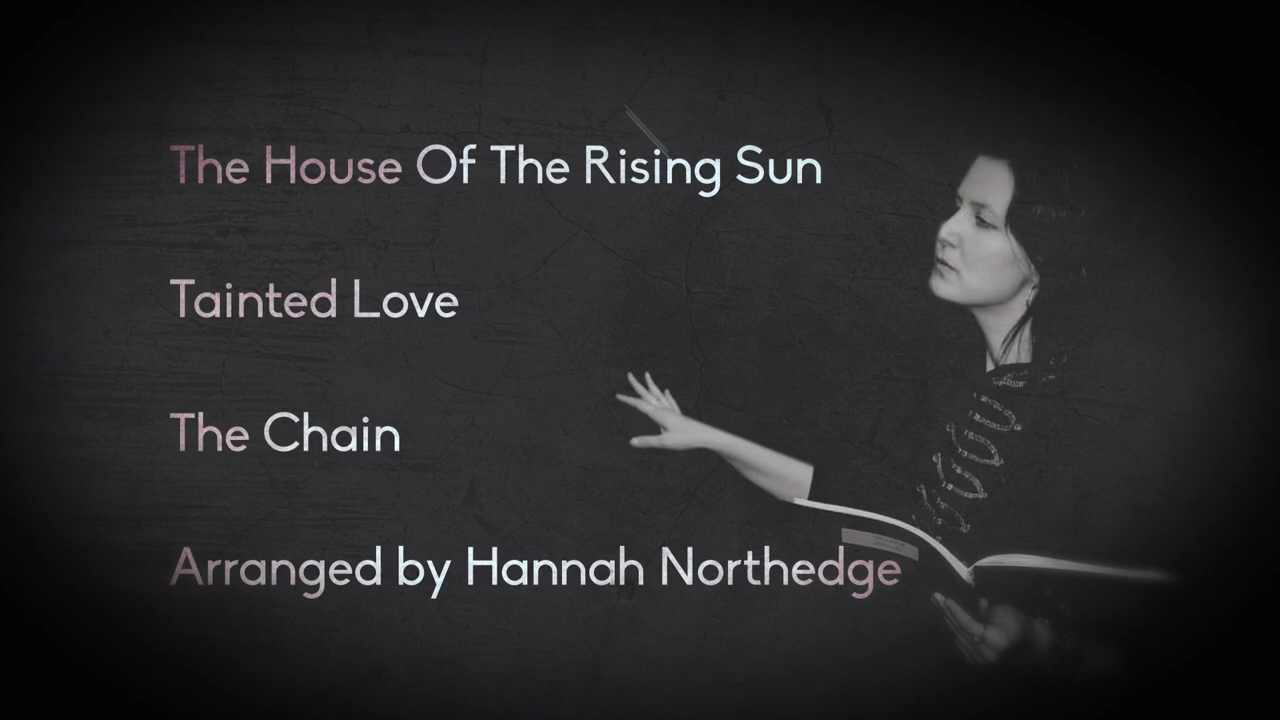 The House Of The Rising Sun
Tainted Love
The Chain
Arranged by Hannah Northedge